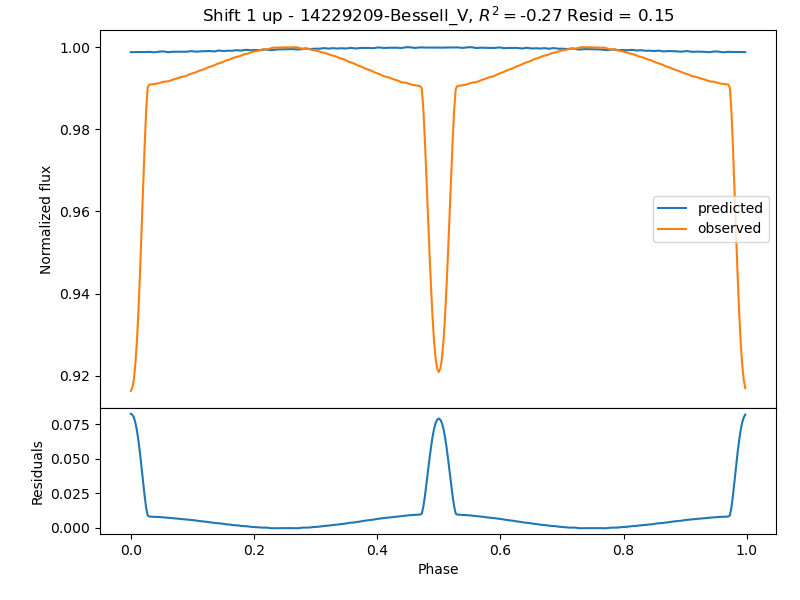 Shift 1 up - 14229209-Bessell_V, R² = -0.27 Resid = 0.15
Normalized flux
1.00
0.98
0.96
0.94
0.92
predicted
observed
Residuals
0.075
0.050
0.025
0.000
0.0 0.2 0.4 0.6 0.8 1.0
Phase